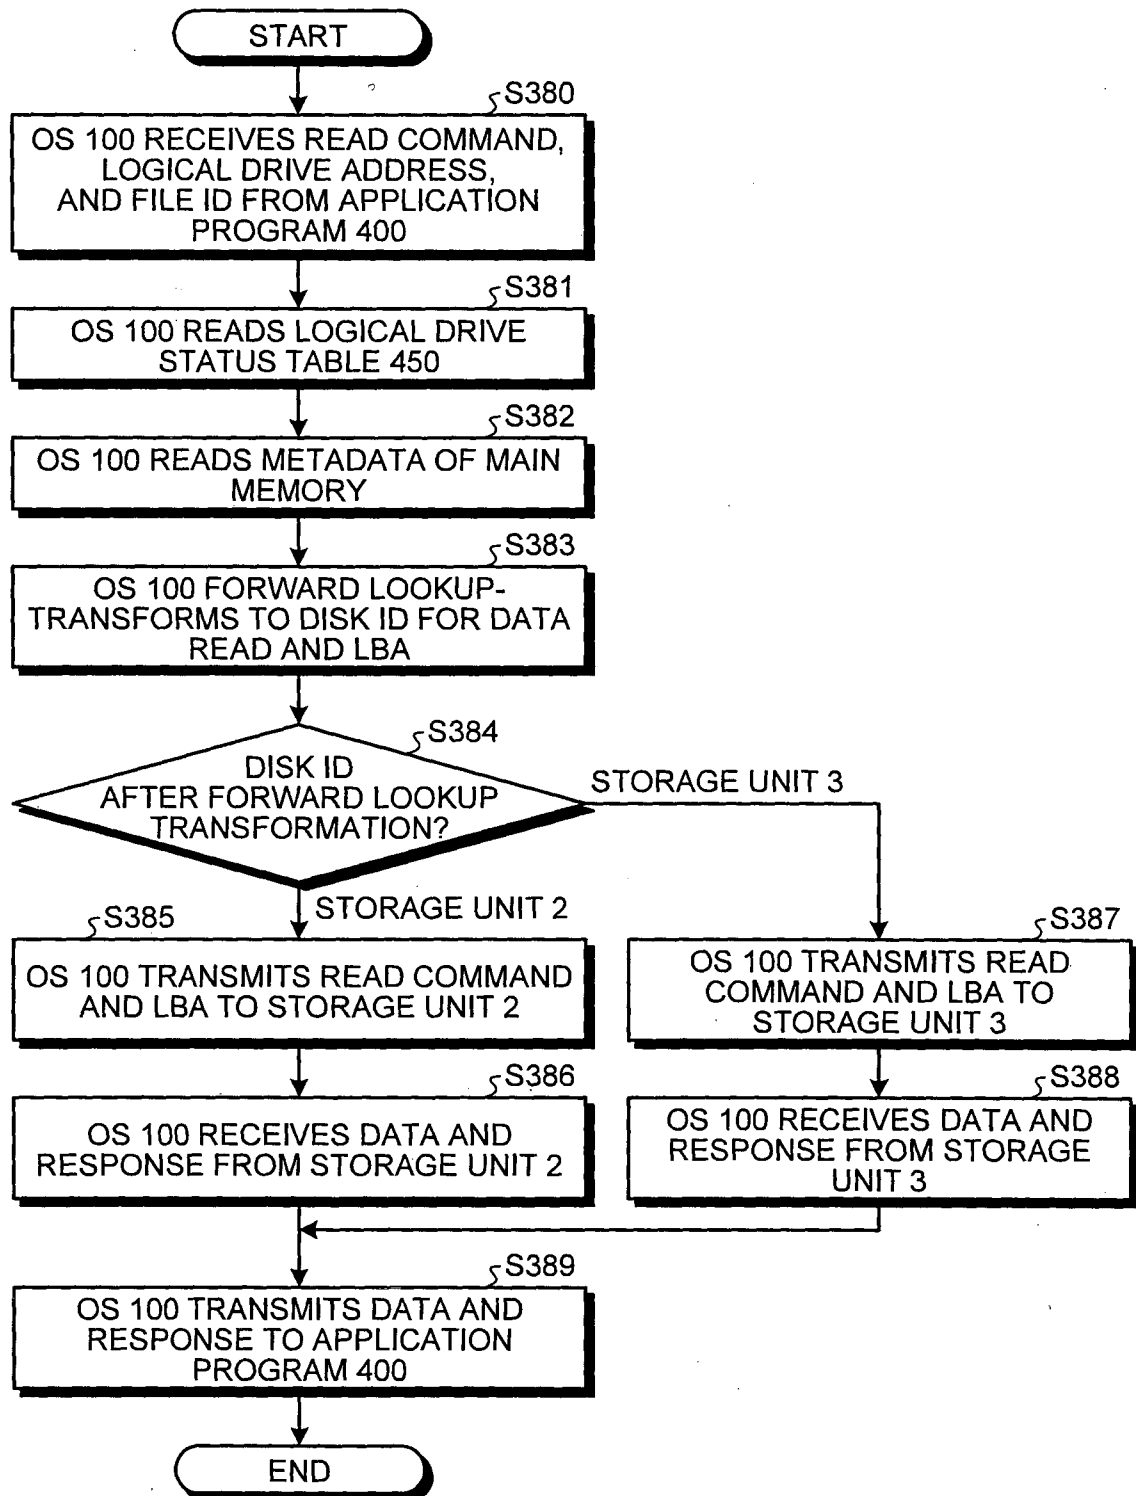 START
S380
OS 100 RECEIVES READ COMMAND,
LOGICAL DRIVE ADDRESS,
AND FILE ID FROM APPLICATION
PROGRAM 400
S381
OS 100 READS LOGICAL DRIVE
STATUS TABLE 450
S382
OS 100 READS METADATA OF MAIN
MEMORY
S383
OS 100 FORWARD LOOKUP-
TRANSFORMS TO DISK ID FOR DATA
READ AND LBA
S384
DISK ID
AFTER FORWARD LOOKUP
TRANSFORMATION?
STORAGE UNIT 3
STORAGE UNIT 2
S385
OS 100 TRANSMITS READ COMMAND
AND LBA TO STORAGE UNIT 2
S386
OS 100 RECEIVES DATA AND
RESPONSE FROM STORAGE UNIT 2
S387
OS 100 TRANSMITS READ
COMMAND AND LBA TO
STORAGE UNIT 3
S388
OS 100 RECEIVES DATA AND
RESPONSE FROM STORAGE
UNIT 3
S389
OS 100 TRANSMITS DATA AND
RESPONSE TO APPLICATION
PROGRAM 400
END